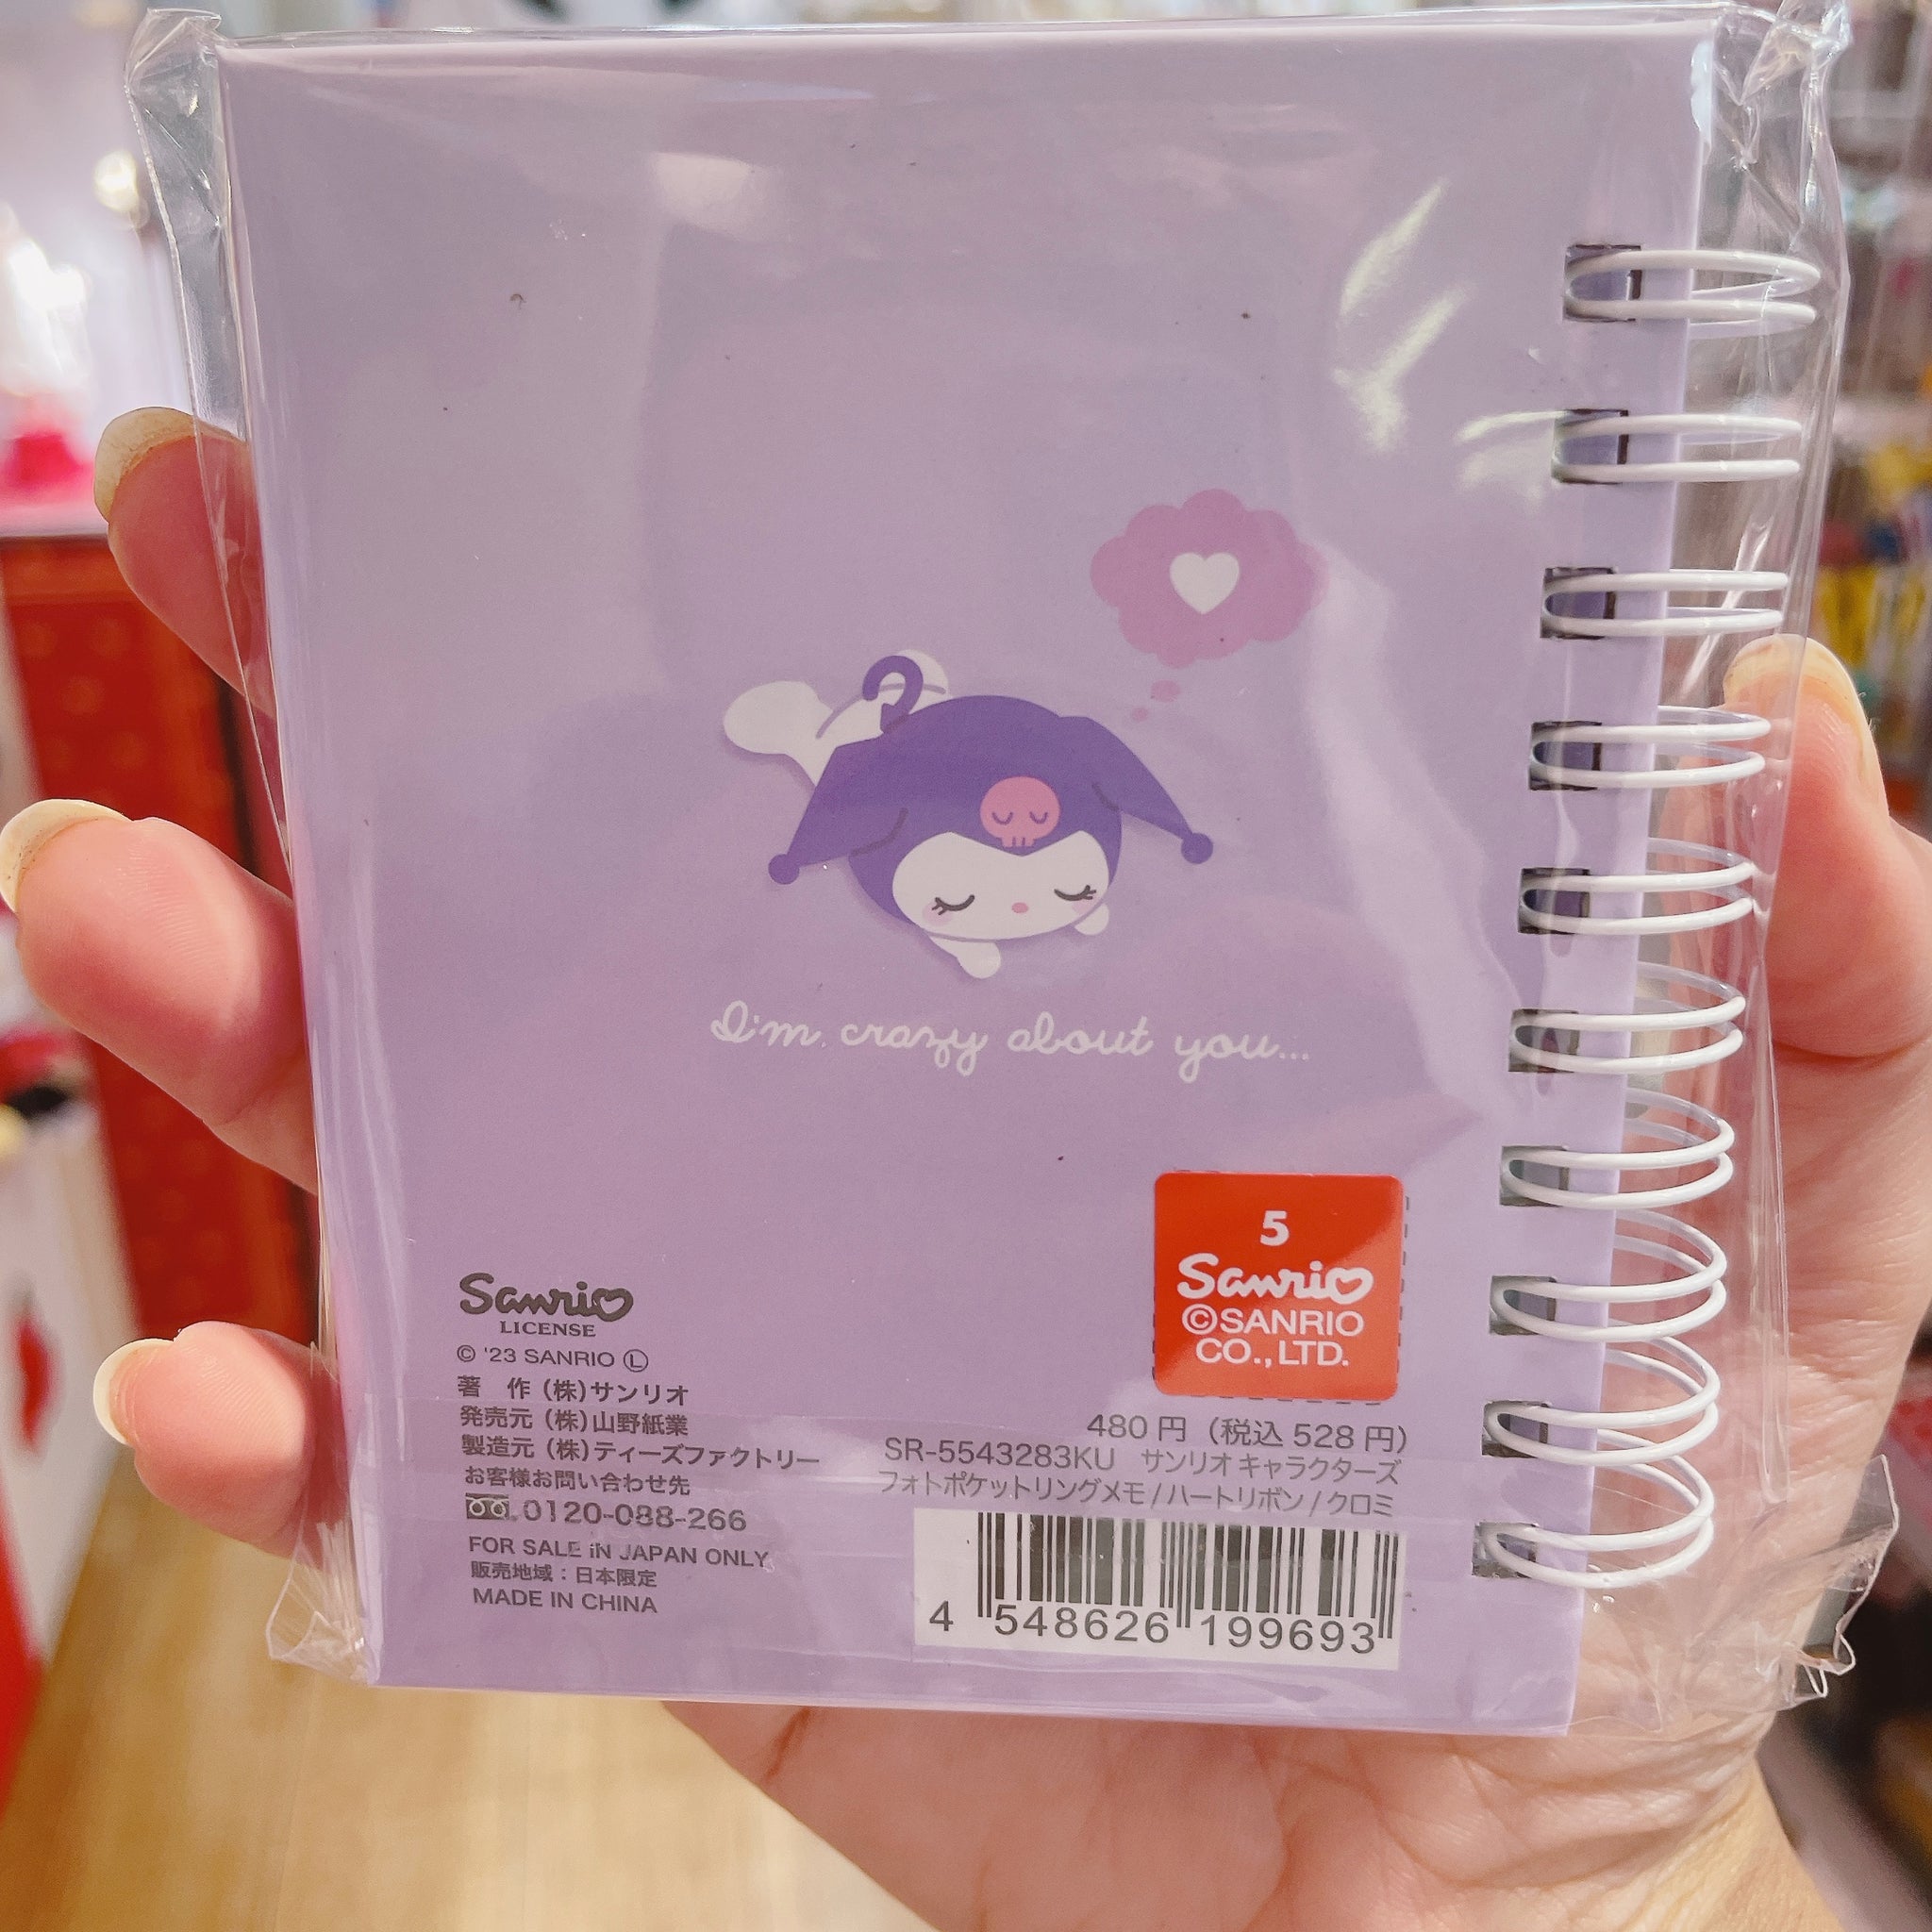 I'm crazy about you...
5
Sanrio
©SANRIO
CO.,LTD.
Sanrio
LICENSE
© '23 SANRIO Ⓛ
著　作 (株)サンリオ
発売元 (株)山野紙業
製造元 (株)ティーズファクトリー
お客様お問い合わせ先
0120-088-266
FOR SALE IN JAPAN ONLY
販売地域：日本限定
MADE IN CHINA
480 円（税込 528 円）
SR-5543283KU　サンリオキャラクターズ
フォトポケットリングメモ/ハートリボン/クロミ
4 548626 199693